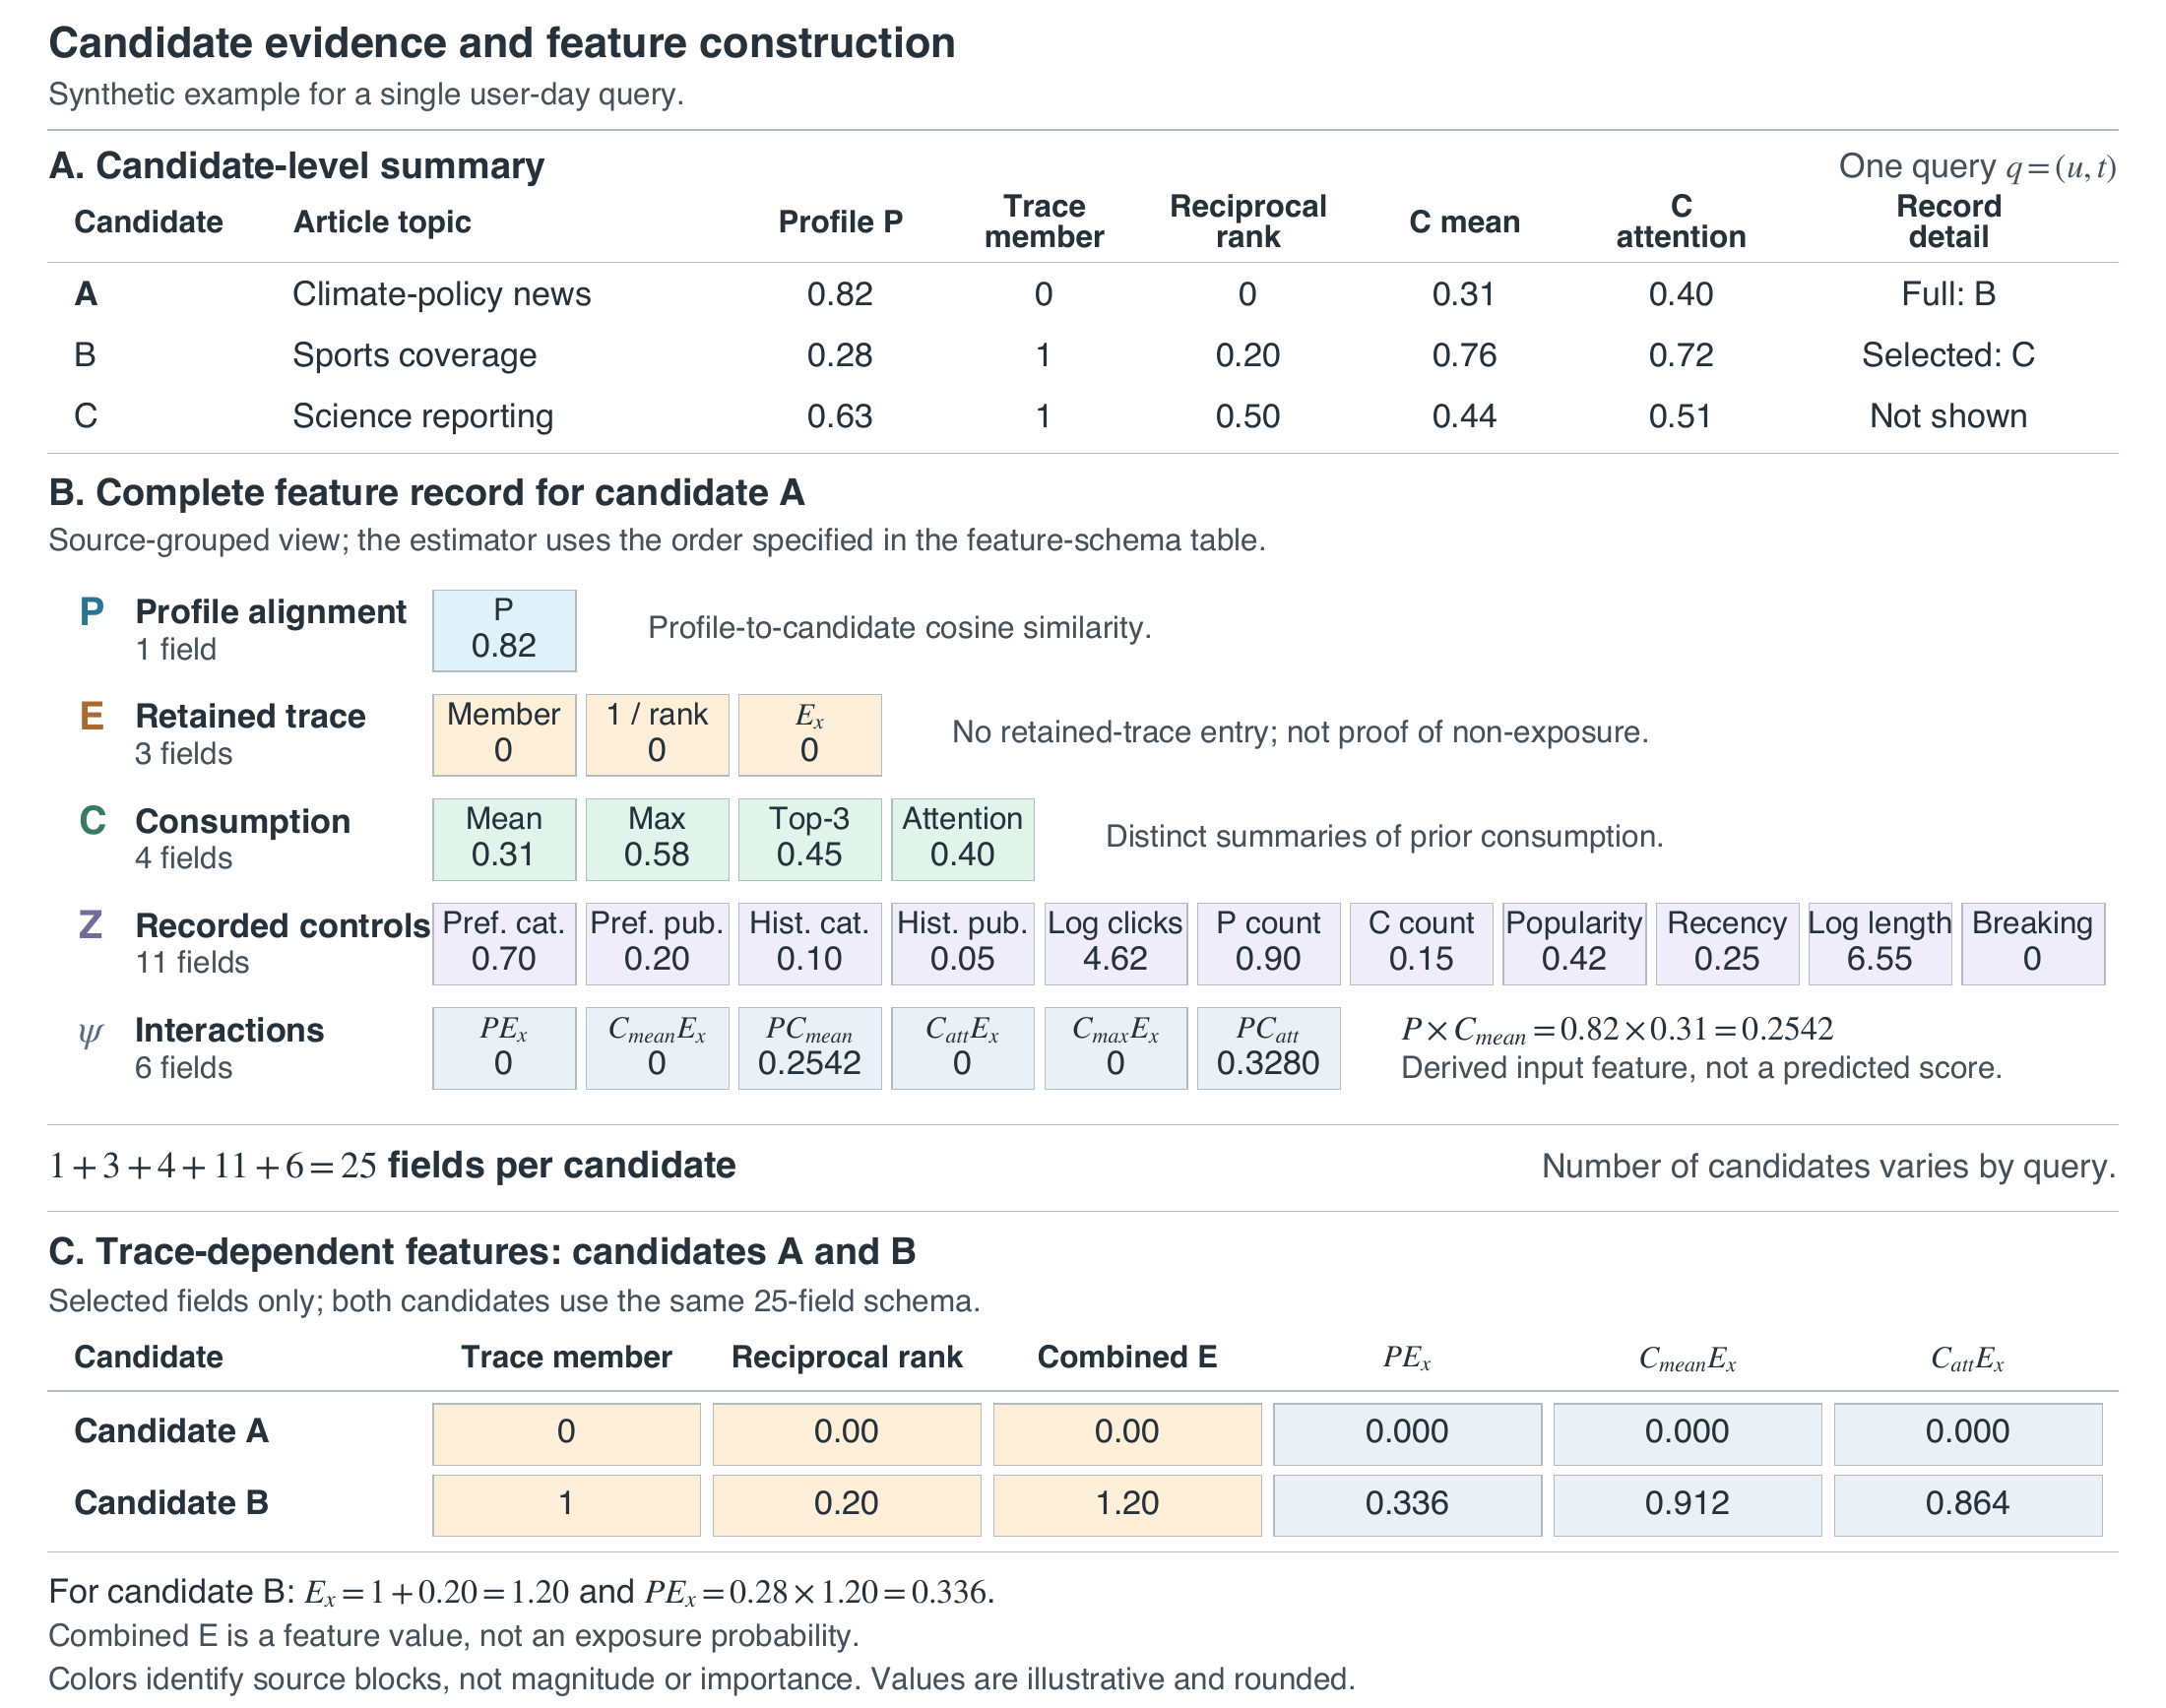 Candidate evidence and feature construction
Synthetic example for a single user-day query.
A. Candidate-level summary One query q=(u,t)
Candidate Article topic Profile P Trace member Reciprocal rank C mean C attention Record detail
A Climate-policy news 0.82 0 0 0.31 0.40 Full: B
B Sports coverage 0.28 1 0.20 0.76 0.72 Selected: C
C Science reporting 0.63 1 0.50 0.44 0.51 Not shown
B. Complete feature record for candidate A
Source-grouped view; the estimator uses the order specified in the feature-schema table.
P Profile alignment
1 field
P
0.82
Profile-to-candidate cosine similarity.
E Retained trace
3 fields
Member 1 / rank Eₓ
0 0 0
No retained-trace entry; not proof of non-exposure.
C Consumption
4 fields
Mean Max Top-3 Attention
0.31 0.58 0.45 0.40
Distinct summaries of prior consumption.
Z Recorded controls
11 fields
Pref. cat. Pref. pub. Hist. cat. Hist. pub. Log clicks P count C count Popularity Recency Log length Breaking
0.70 0.20 0.10 0.05 4.62 0.90 0.15 0.42 0.25 6.55 0
ψ Interactions
6 fields
PEₓ C_mean Eₓ PC_mean C_att Eₓ C_max Eₓ PC_att
0 0 0.2542 0 0 0.3280
P×C_mean=0.82×0.31=0.2542
Derived input feature, not a predicted score.
1+3+4+11+6=25 fields per candidate Number of candidates varies by query.
C. Trace-dependent features: candidates A and B
Selected fields only; both candidates use the same 25-field schema.
Candidate Trace member Reciprocal rank Combined E PEₓ C_mean Eₓ C_att Eₓ
Candidate A 0 0.00 0.00 0.000 0.000 0.000
Candidate B 1 0.20 1.20 0.336 0.912 0.864
For candidate B: Eₓ=1+0.20=1.20 and PEₓ=0.28×1.20=0.336.
Combined E is a feature value, not an exposure probability.
Colors identify source blocks, not magnitude or importance. Values are illustrative and rounded.